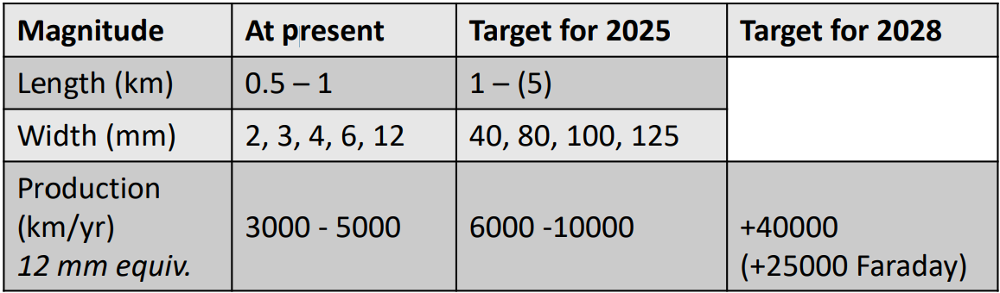 Magnitude
At present
Target for 2025
Target for 2028
Length (km)
0.5 – 1
1 – (5)
Width (mm)
2, 3, 4, 6, 12
40, 80, 100, 125
Production
(km/yr)
12 mm equiv.
3000 - 5000
6000 -10000
+40000
(+25000 Faraday)